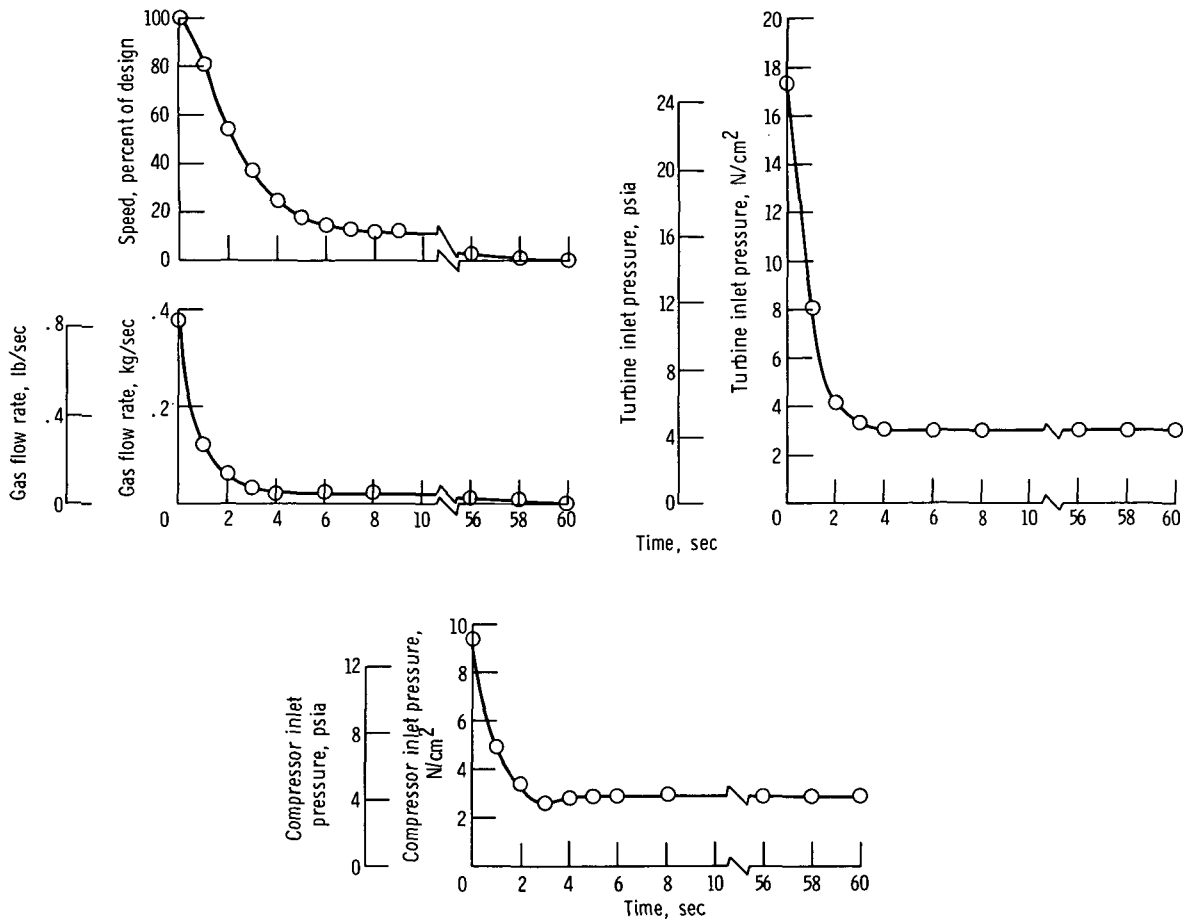 Speed, percent of design
100
80
60
40
20
0
Gas flow rate, lb/sec
.8
.4
0
Gas flow rate, kg/sec
.4
.2
0 2 4 6 8 10 56 58 60
Turbine inlet pressure, psia
24
20
16
12
8
4
0
Turbine inlet pressure, N/cm2
20
18
16
14
12
10
8
6
4
2
0 2 4 6 8 10 56 58 60
Time, sec
Compressor inlet
pressure, psia
12
8
4
0
Compressor inlet pressure,
N/cm2
10
8
6
4
2
0 2 4 6 8 10 56 58 60
Time, sec